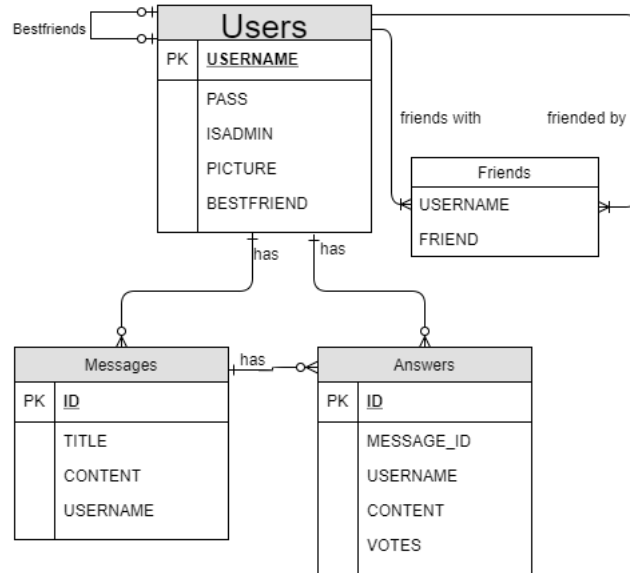 Bestfriends
Users
PK USERNAME
PASS
ISADMIN
PICTURE
BESTFRIEND
friends with
friended by
Friends
USERNAME
FRIEND
has
has
Messages
PK ID
TITLE
CONTENT
USERNAME
has
Answers
PK ID
MESSAGE_ID
USERNAME
CONTENT
VOTES